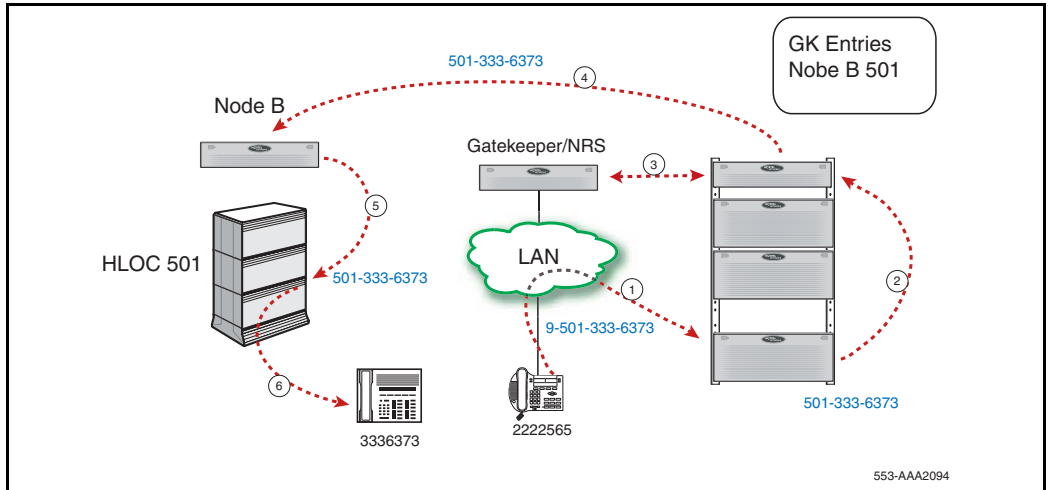 GK Entries
Nobe B 501
501-333-6373
4
Node B
Gatekeeper/NRS
3
5
HLOC 501
501-333-6373
LAN
1
2
9-501-333-6373
6
501-333-6373
3336373
2222565
553-AAA2094